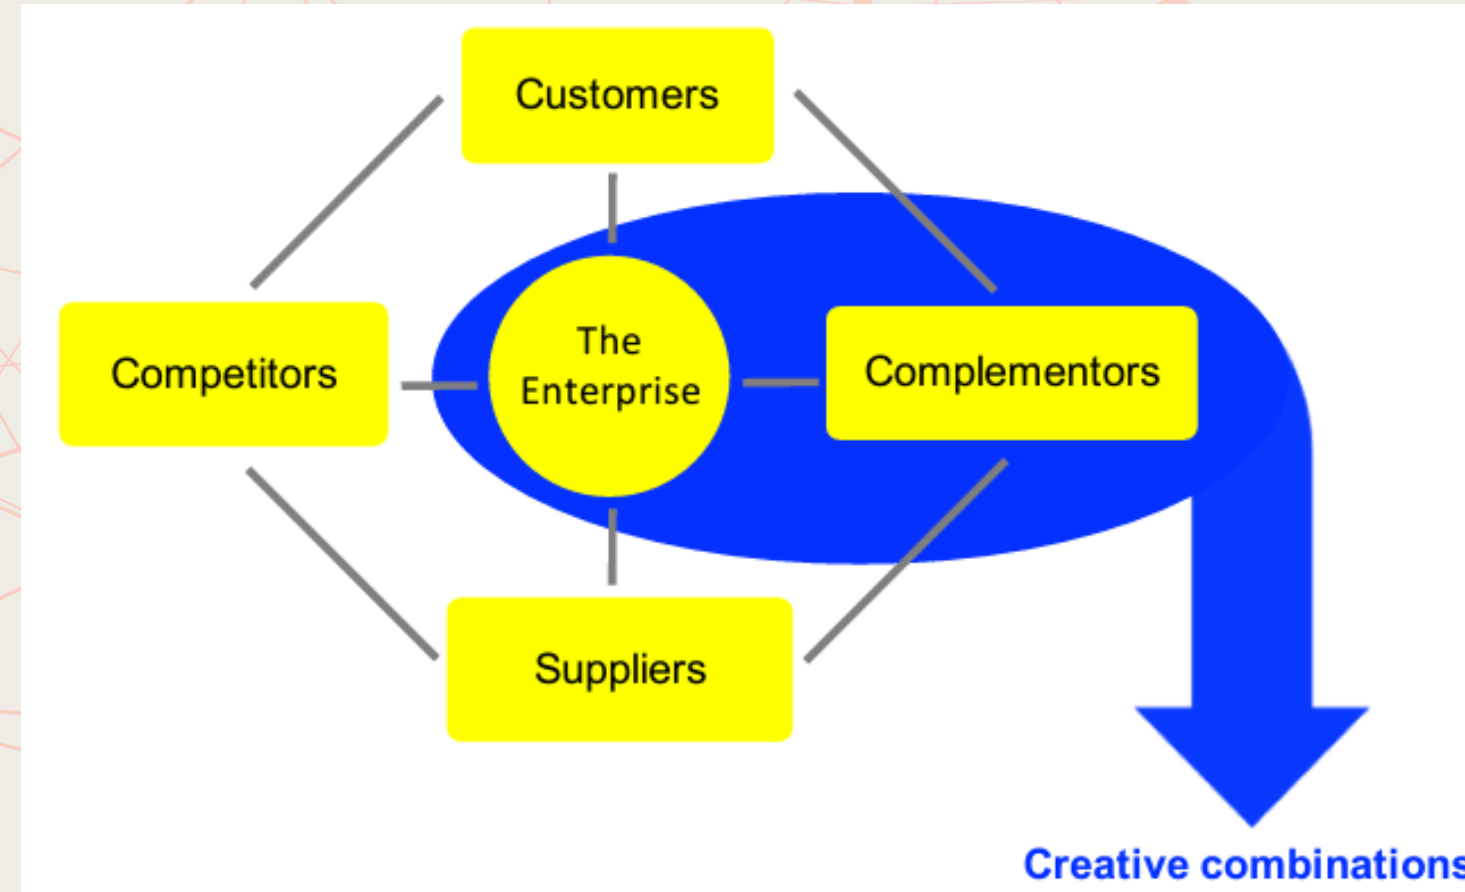 Customers
Competitors
The
Enterprise
Complementors
Suppliers
Creative combinations